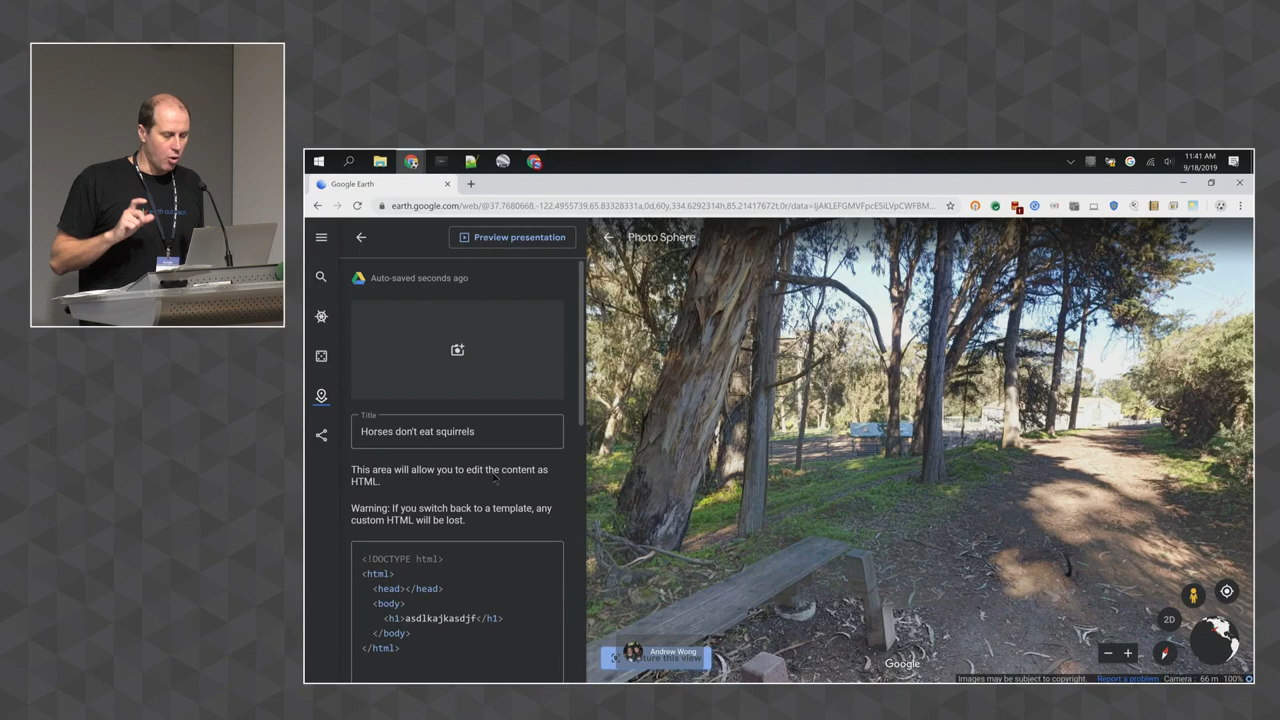 11:41 AM
9/18/2019
Google Earth
earth.google.com/web/@37.7680668,-122.4955739,65.83328331a,0d,60y,334.6292314h,85.21417672t,0r/data=IjAKLEFGMVFpcE5iLVpCWFBM...
Preview presentation
Photo Sphere
Auto-saved seconds ago
Title
Horses don't eat squirrels
This area will allow you to edit the content as
HTML.
Warning: If you switch back to a template, any
custom HTML will be lost.
<!DOCTYPE html>
<html>
<head></head>
<body>
<h1>asdlkajkasdjf</h1>
</body>
</html>
2D
Andrew Wong
this view
Google
Images may be subject to copyright.
Report a problem
Camera : 66 m
100%